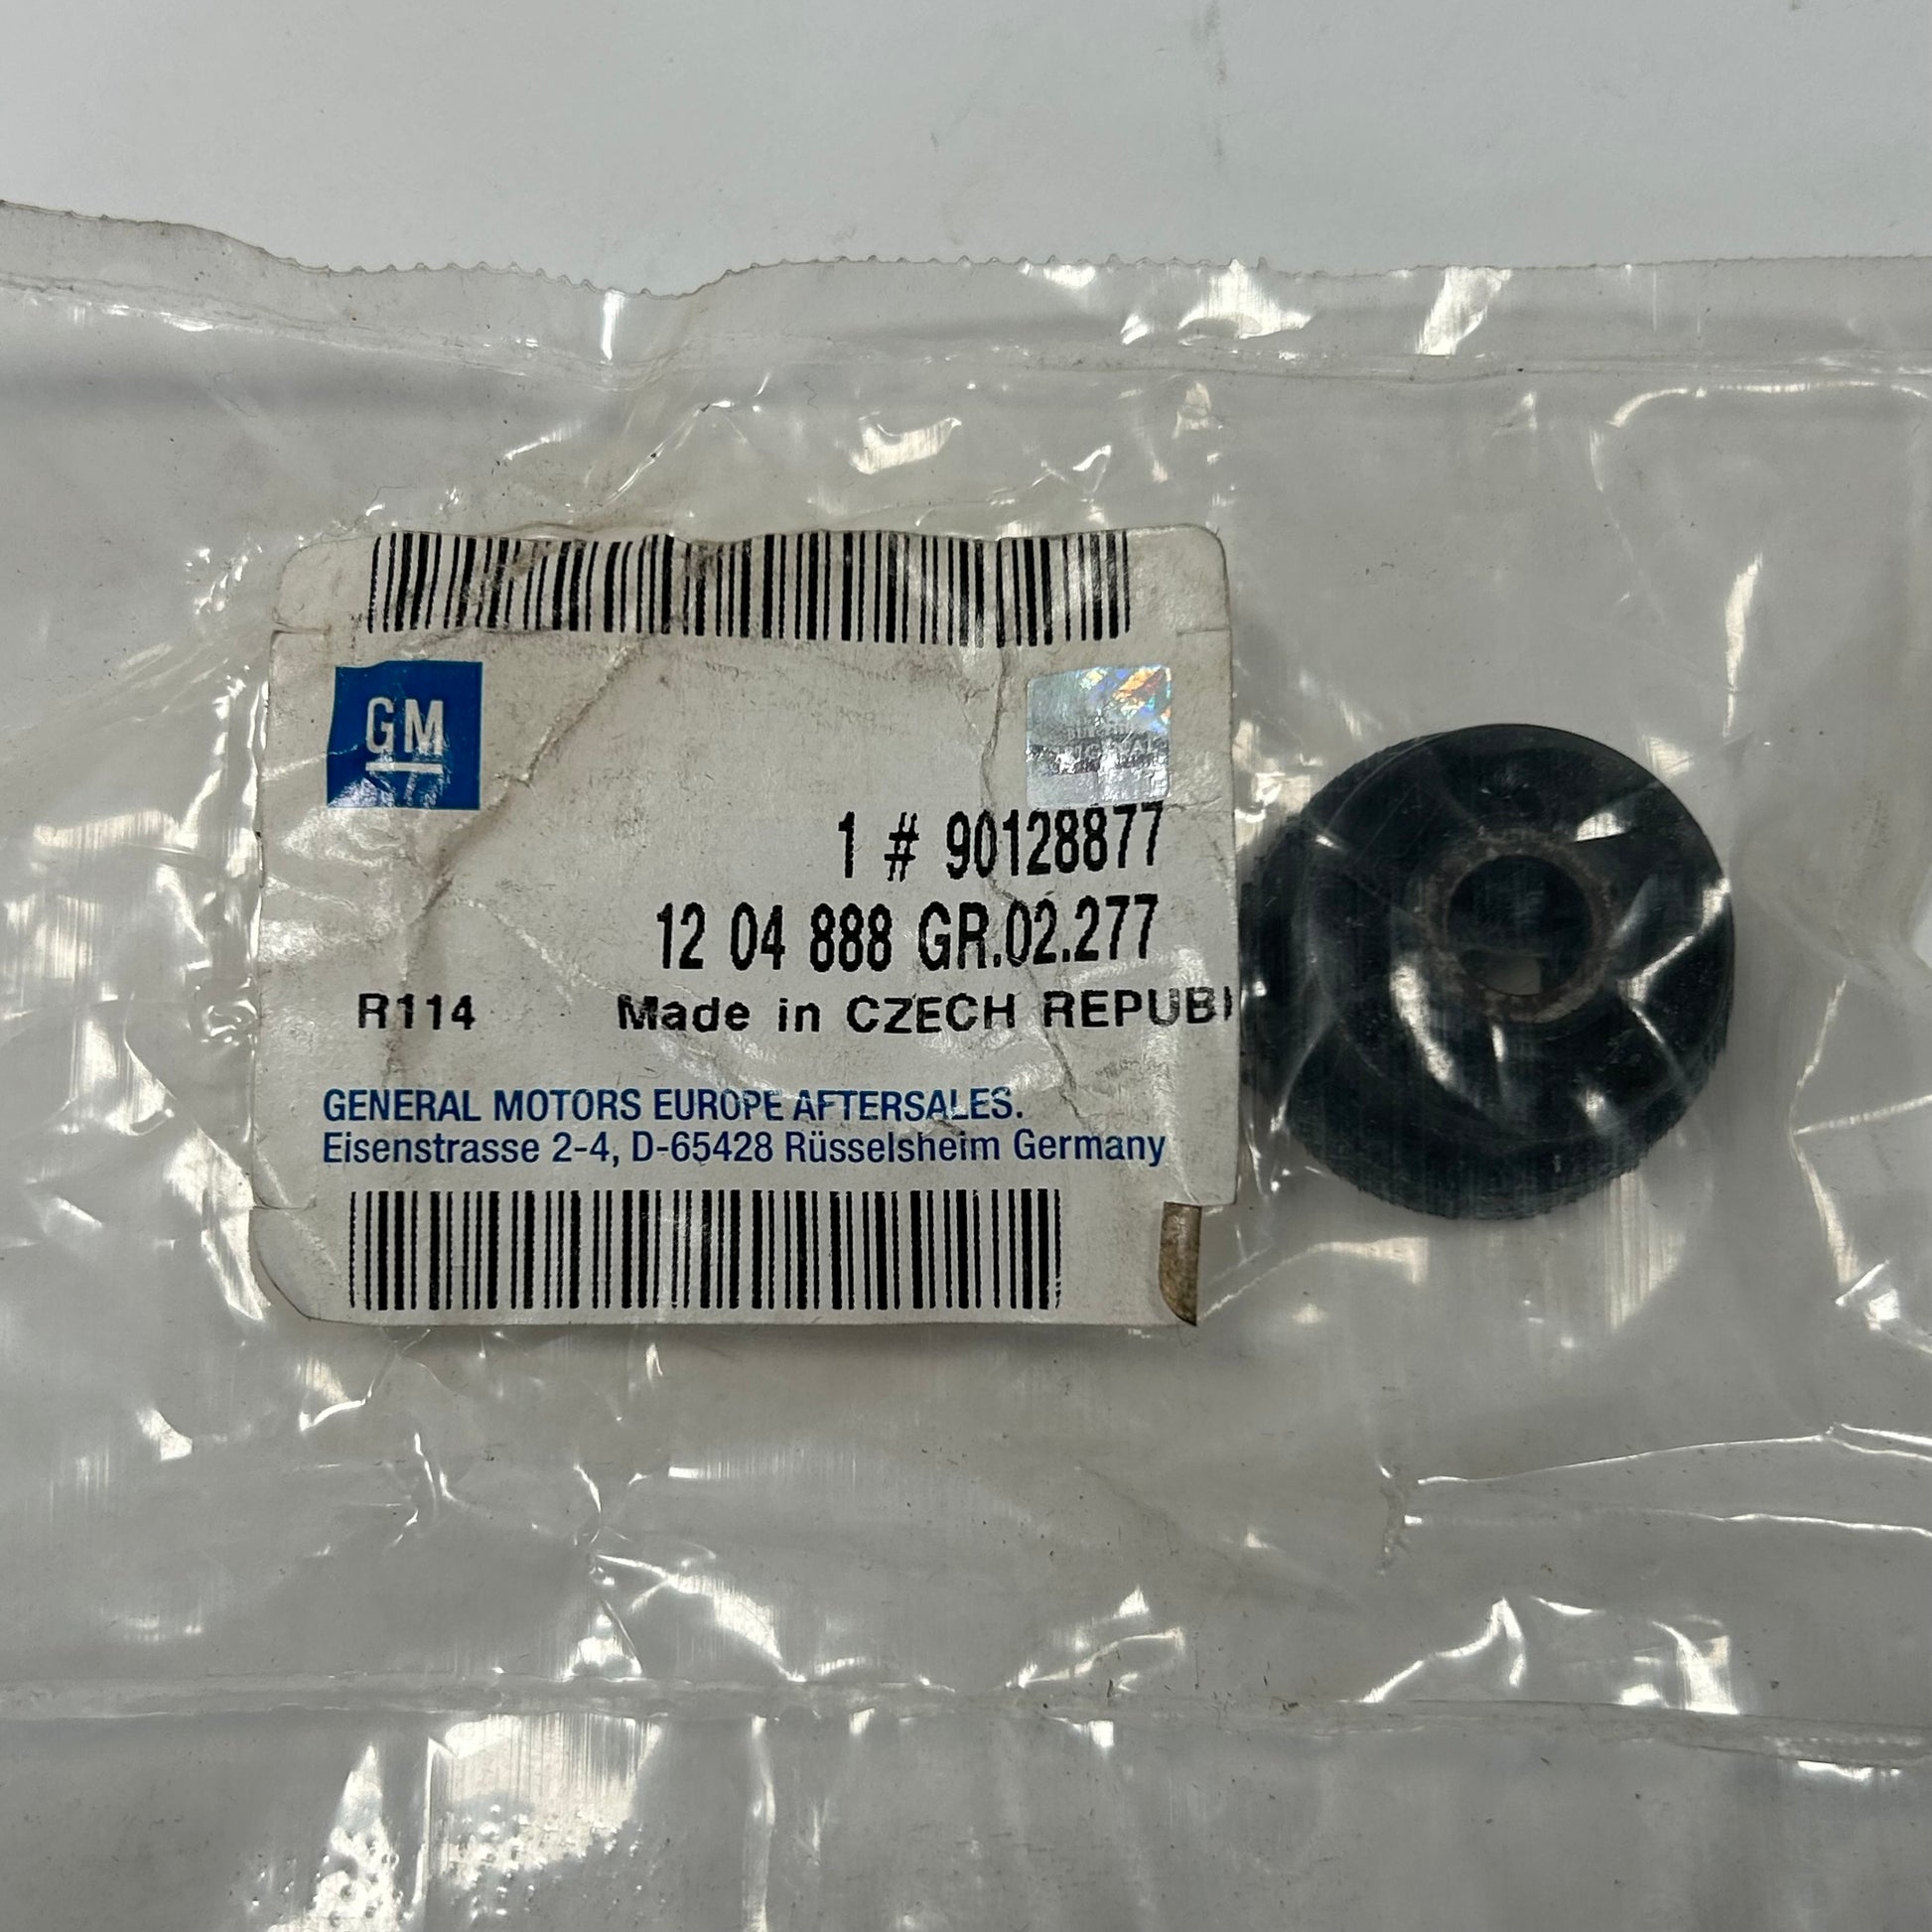 GM
1 # 90128877
12 04 888 GR.02.277
R114 Made in CZECH REPUBI
GENERAL MOTORS EUROPE AFTERSALES.
Eisenstrasse 2-4, D-65428 Rüsselsheim Germany